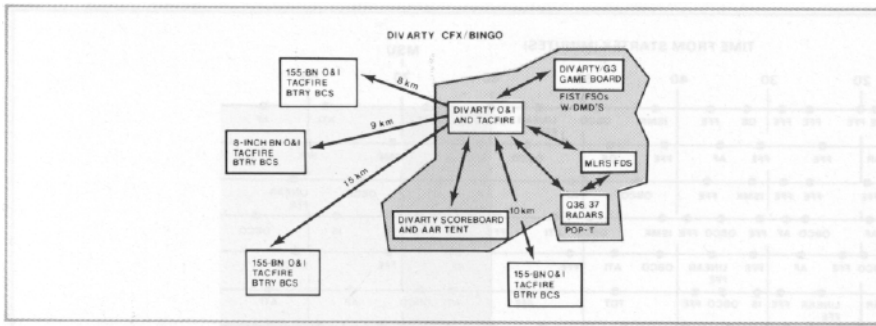 DIVARTY CFX/BINGO
155-BN O&I
TACFIRE
BTRY BCS
8 km
DIVARTY-G3
GAME BOARD
FIST/FSOs
W/DMD'S
DIVARTY O&I
AND TACFIRE
8-INCH BN O&I
TACFIRE
BTRY BCS
9 km
15 km
MLRS FDS
Q36/37
RADARS
POP-T
DIVARTY SCOREBOARD
AND AAR TENT
10 km
155-BN O&I
TACFIRE
BTRY BCS
155-BN O&I
TACFIRE
BTRY BCS
TIME FROM STARTEX (MINUTES)